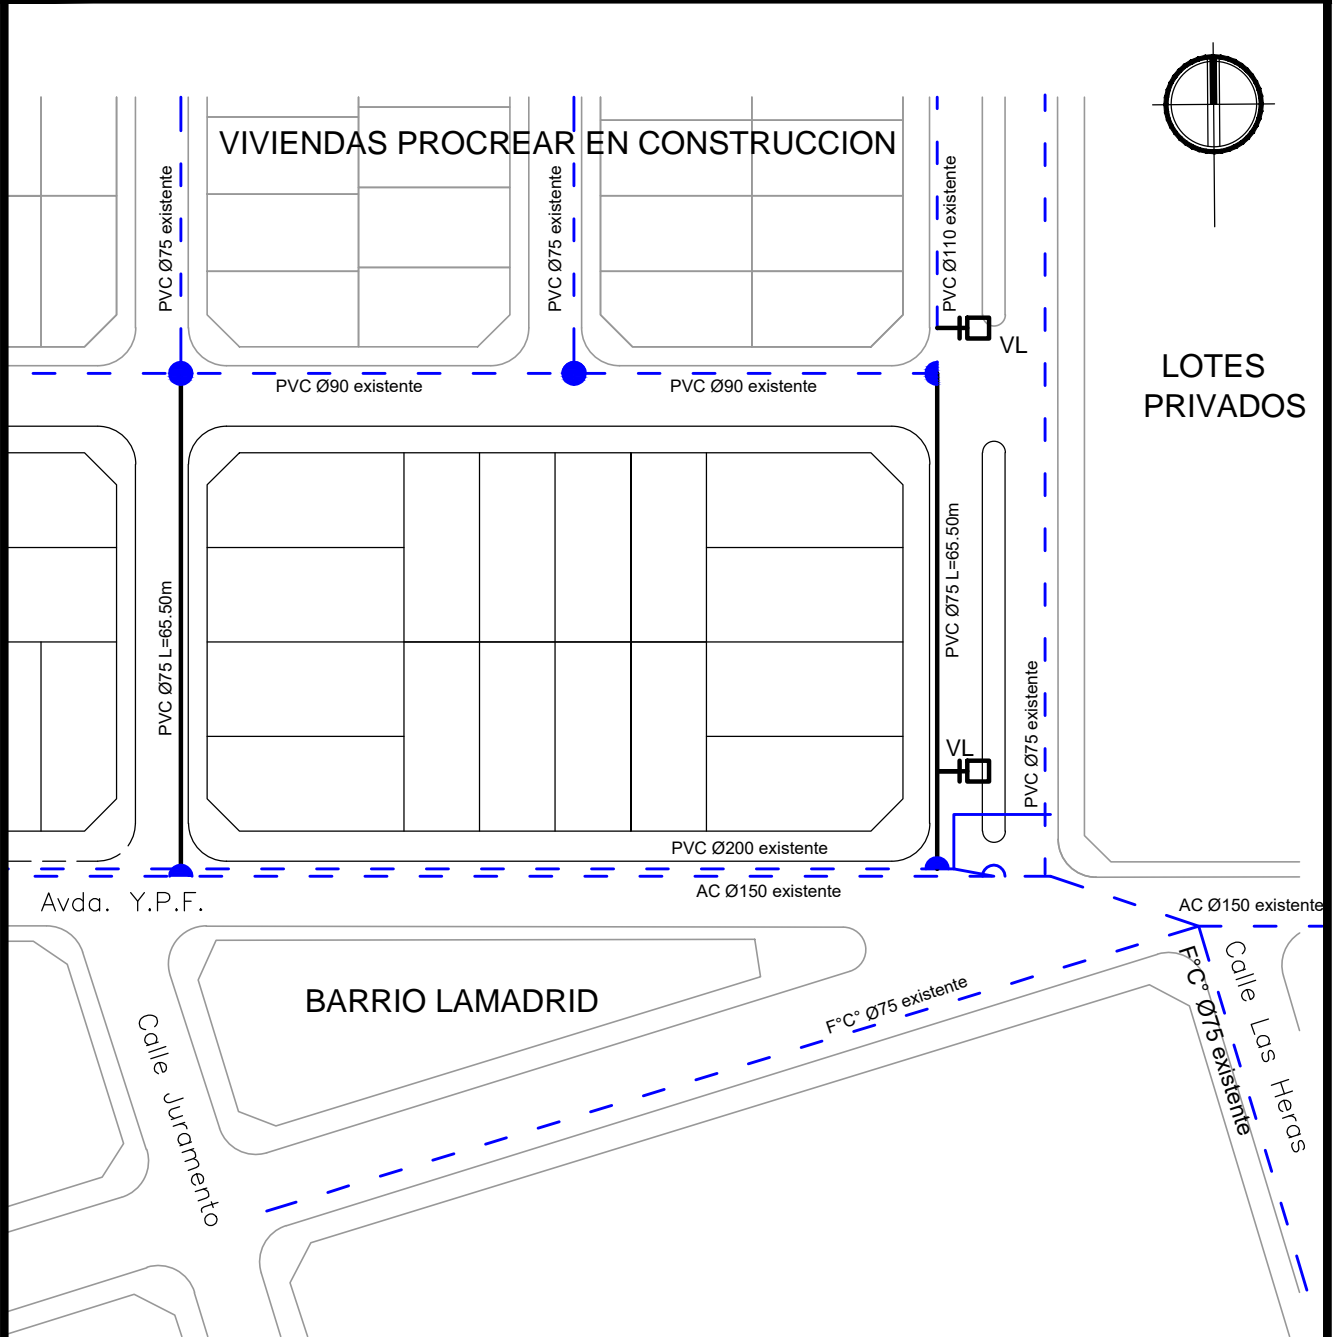 VIVIENDAS PROCREAR EN CONSTRUCCION
PVC Ø75 existente
PVC Ø75 existente
PVC Ø110 existente
VL
LOTES
PRIVADOS
PVC Ø90 existente
PVC Ø90 existente
PVC Ø75 L=65.50m
PVC Ø75 L=65.50m
PVC Ø75 existente
VL
PVC Ø200 existente
AC Ø150 existente
Avda. Y.P.F.
AC Ø150 existente
BARRIO LAMADRID
F°C° Ø75 existente
F°C° Ø75 existente
Calle Las Heras
Calle Juramento